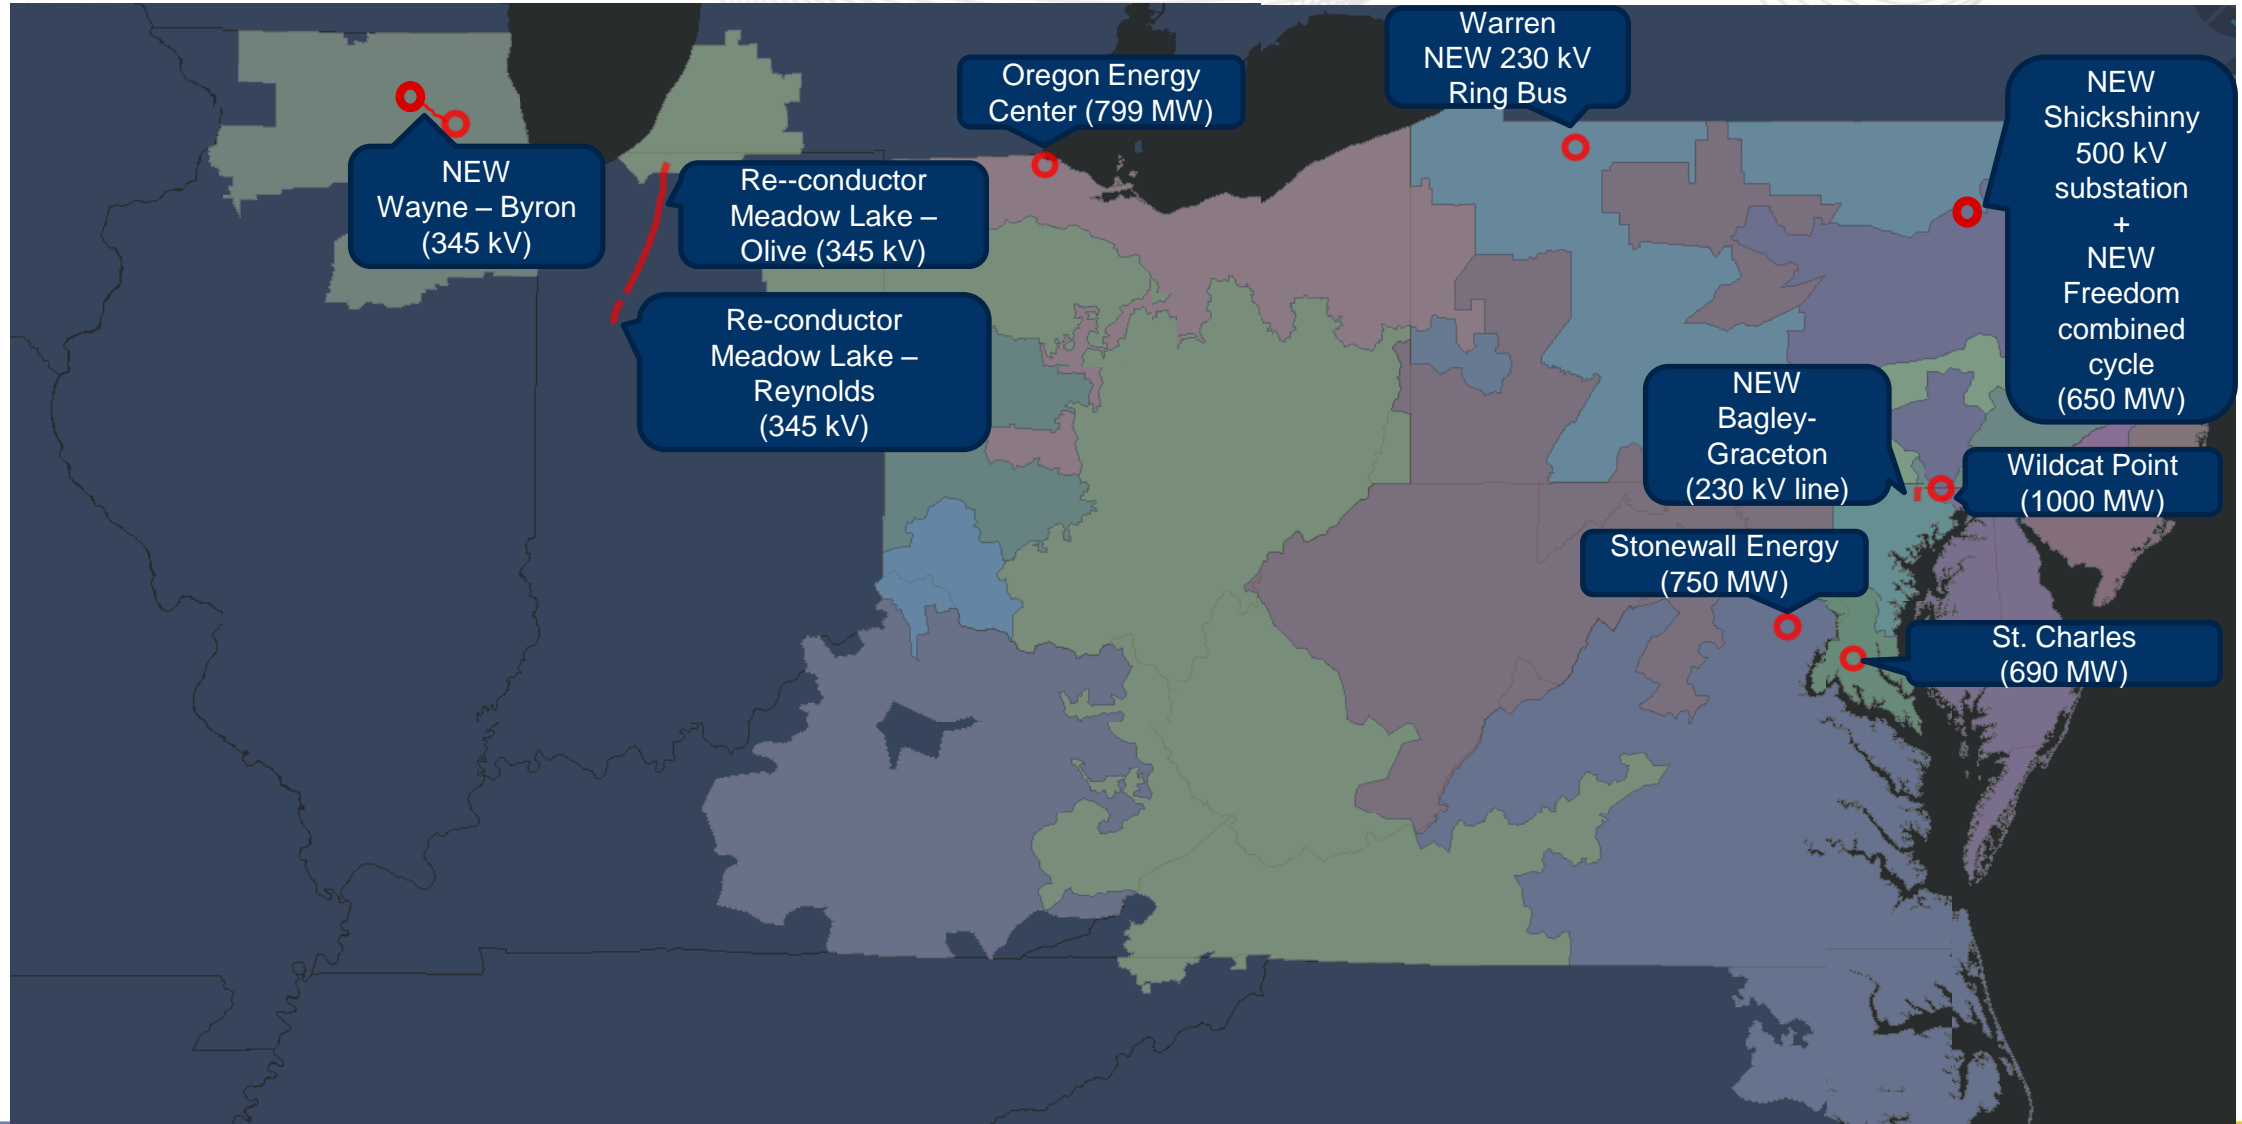 Warren
NEW 230 kV
Ring Bus
Oregon Energy
Center (799 MW)
NEW
Shickshinny
500 kV
substation
+
NEW
Freedom
combined
cycle
(650 MW)
NEW
Wayne – Byron
(345 kV)
Re--conductor
Meadow Lake –
Olive (345 kV)
Re-conductor
Meadow Lake –
Reynolds
(345 kV)
NEW
Bagley-
Graceton
(230 kV line)
Wildcat Point
(1000 MW)
Stonewall Energy
(750 MW)
St. Charles
(690 MW)